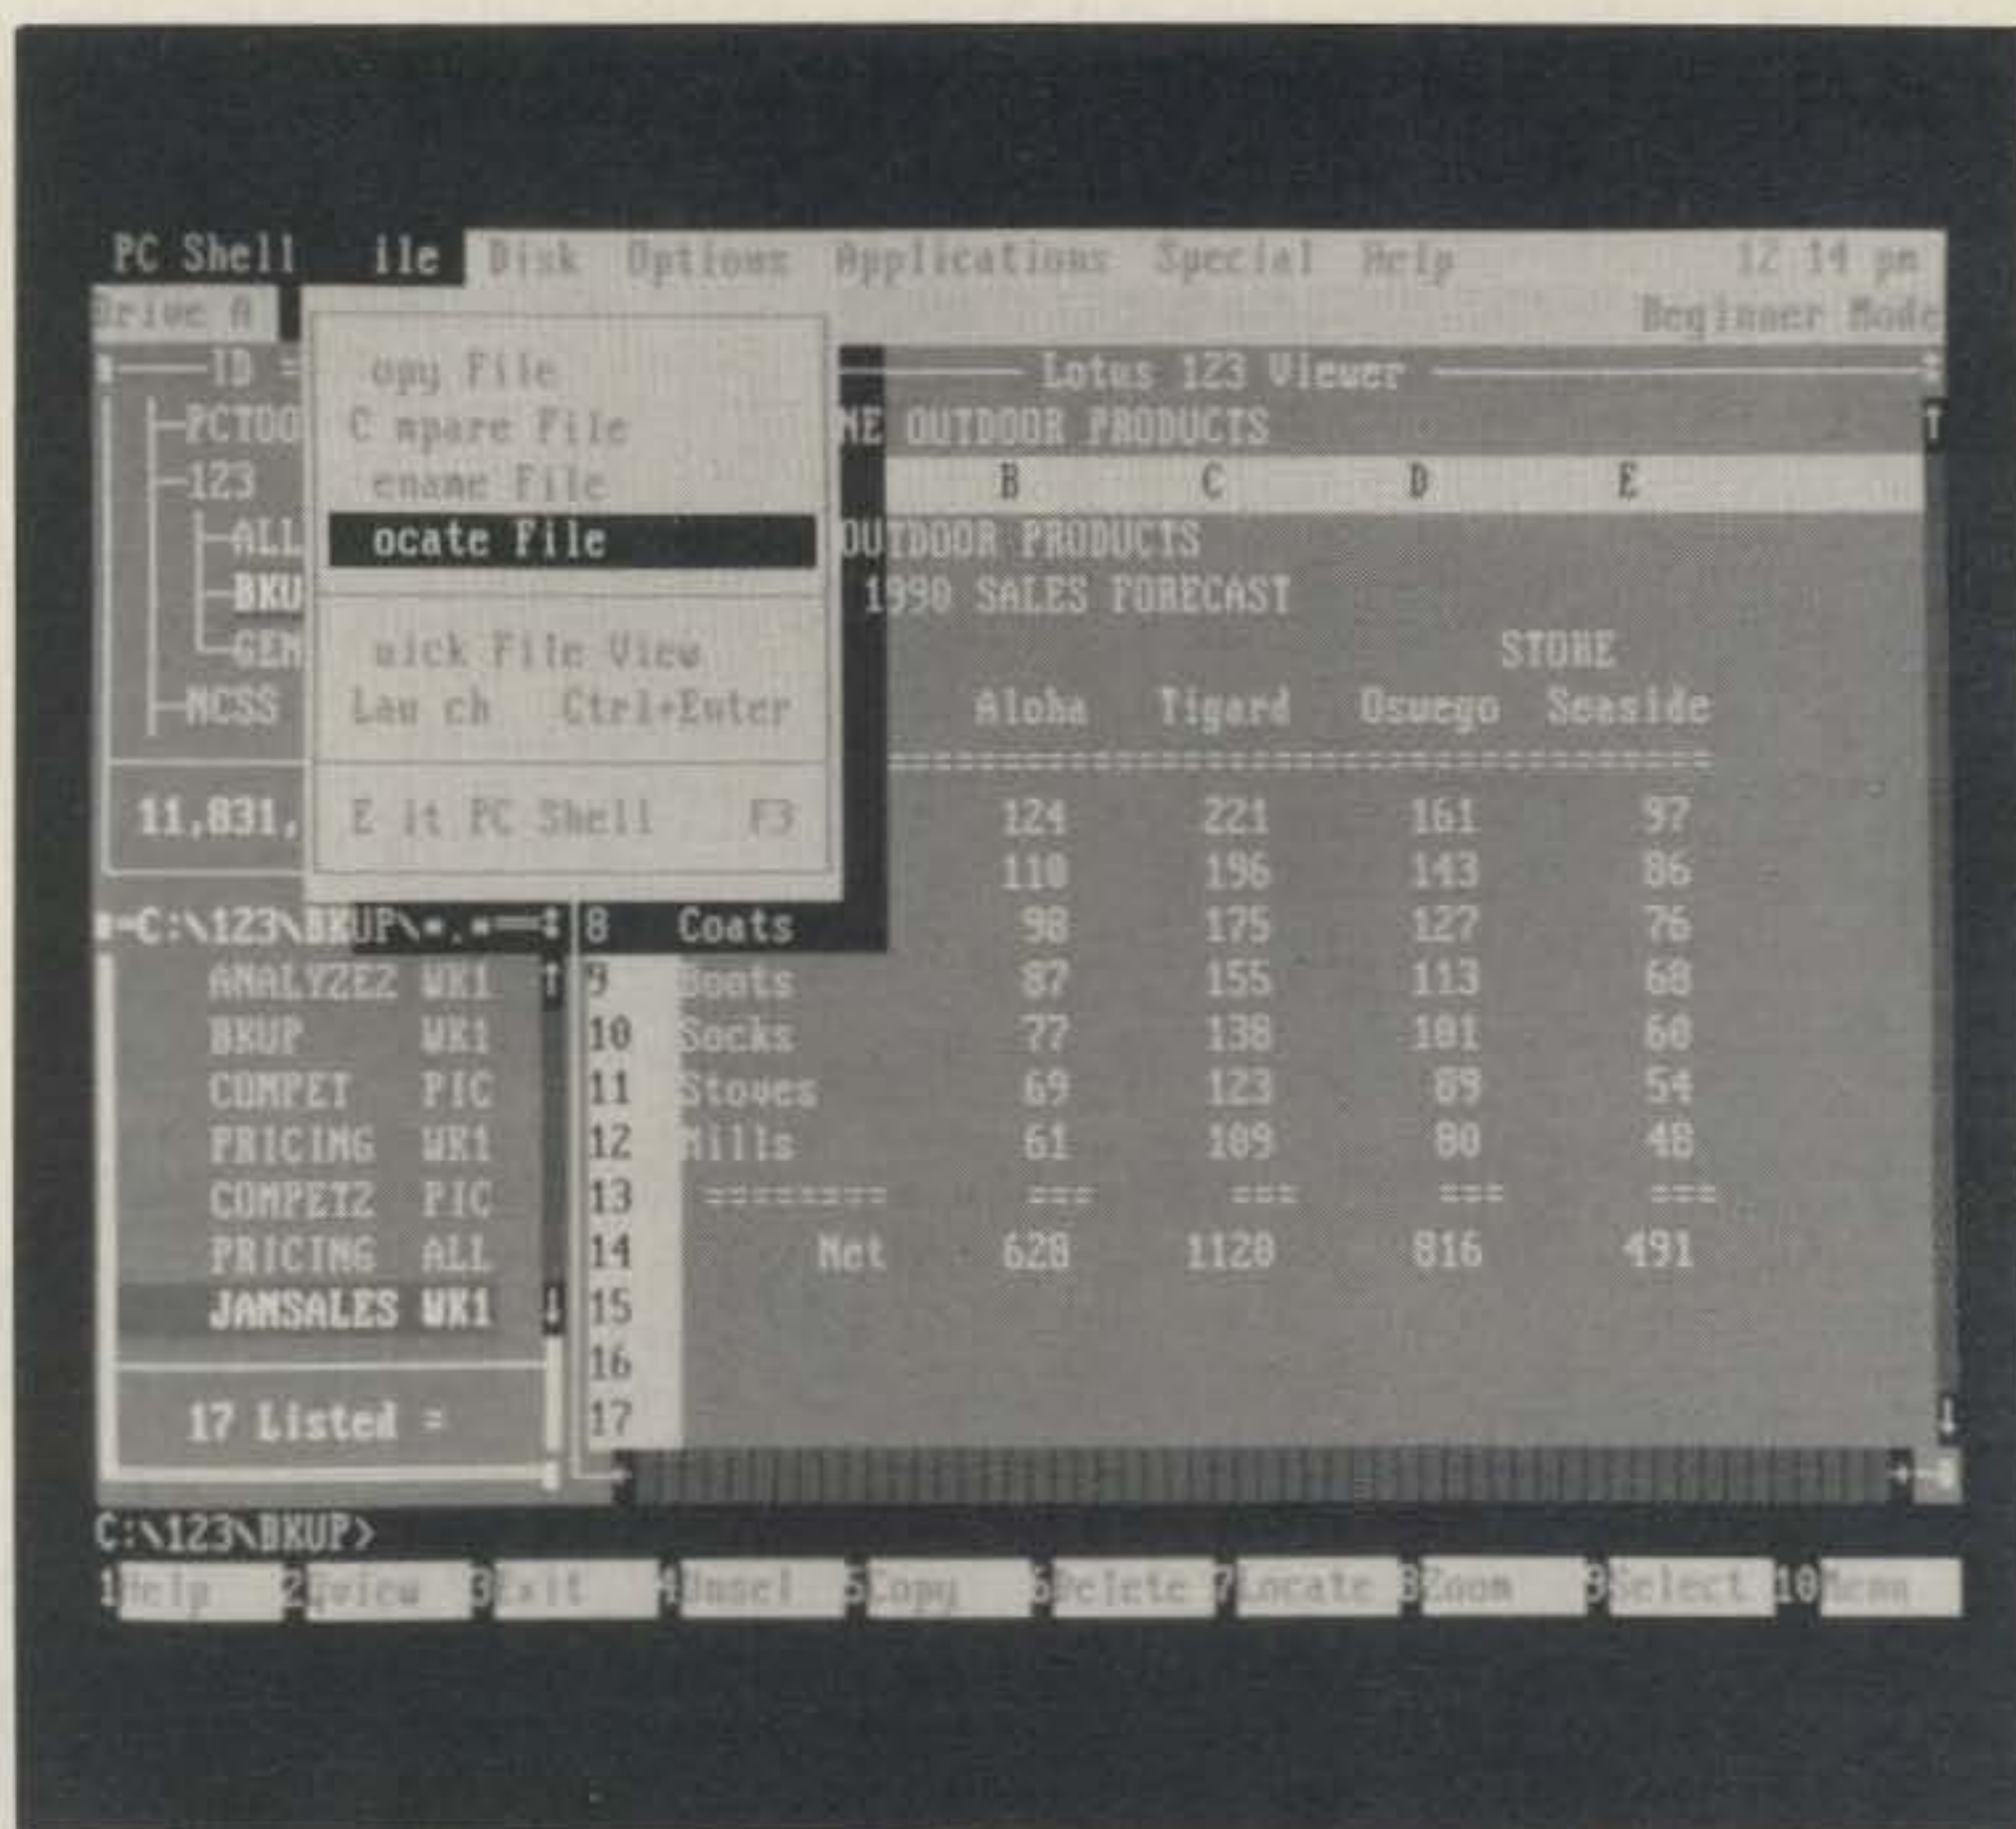 PC Shell ile Disk Options Applications Special Help 12 14 pm
Drive A Beginner Mode
ID =
PCTOO
123
ALL
BKU
GEM
NCSS
11,831,
opy File
C mpare File
ename File
ocate File
uick File View
Lau ch Ctrl+Enter
E it PC Shell F3
Lotus 123 Viewer
NE OUTDOOR PRODUCTS
B C D E
OUTDOOR PRODUCTS
1990 SALES FORECAST
STORE
Aloha Tigard Oswego Seaside
==================================
124 221 161 97
110 196 143 86
8 Coats 98 175 127 76
9 Boots 87 155 113 68
10 Socks 77 138 101 60
11 Stoves 69 123 89 54
12 Mills 61 109 80 48
13 ======== === === === ===
14 Net 628 1120 816 491
15
16
17
C:\123\BKUP\*.*
ANALYZE2 WK1
BKUP WK1
COMPET PIC
PRICING WK1
COMPET2 PIC
PRICING ALL
JANSALES WK1
17 Listed =
C:\123\BKUP>
1Help 2Qview 3Exit 4Unsel 5Copy 6Delete 7Locate 8Zoom 9Select 10Menu